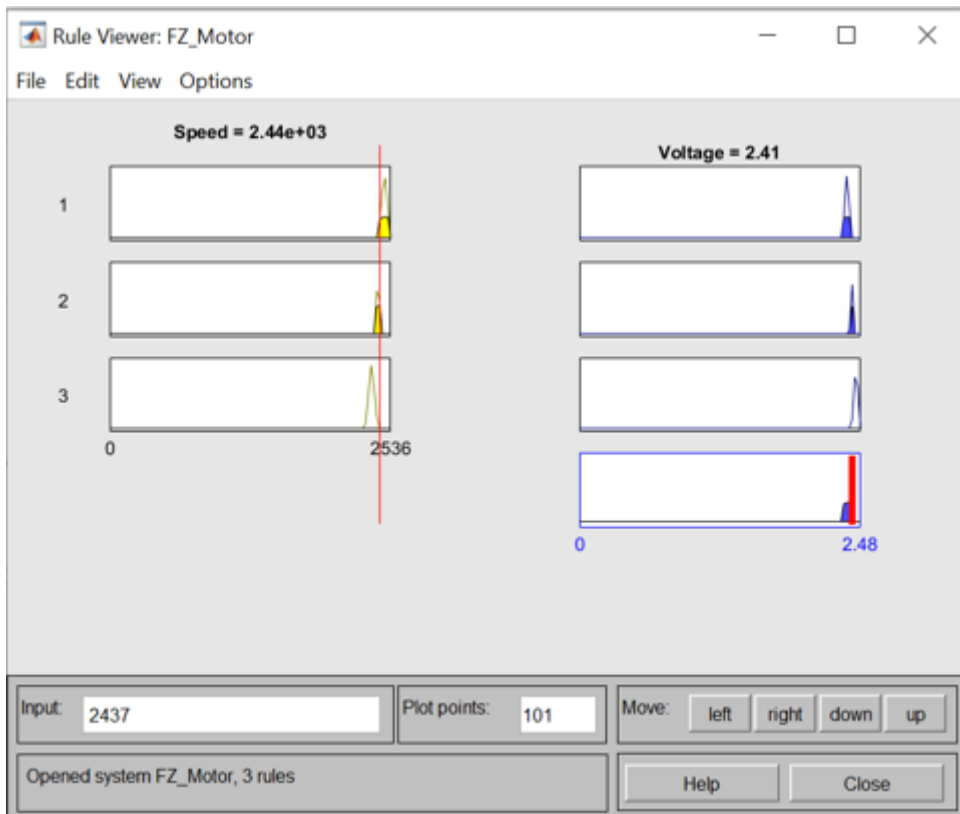 Rule Viewer: FZ_Motor
File Edit View Options
Speed = 2.44e+03
Voltage = 2.41
1
2
3
0 2536
0 2.48
Input: 2437 Plot points: 101 Move: left right down up
Opened system FZ_Motor, 3 rules Help Close